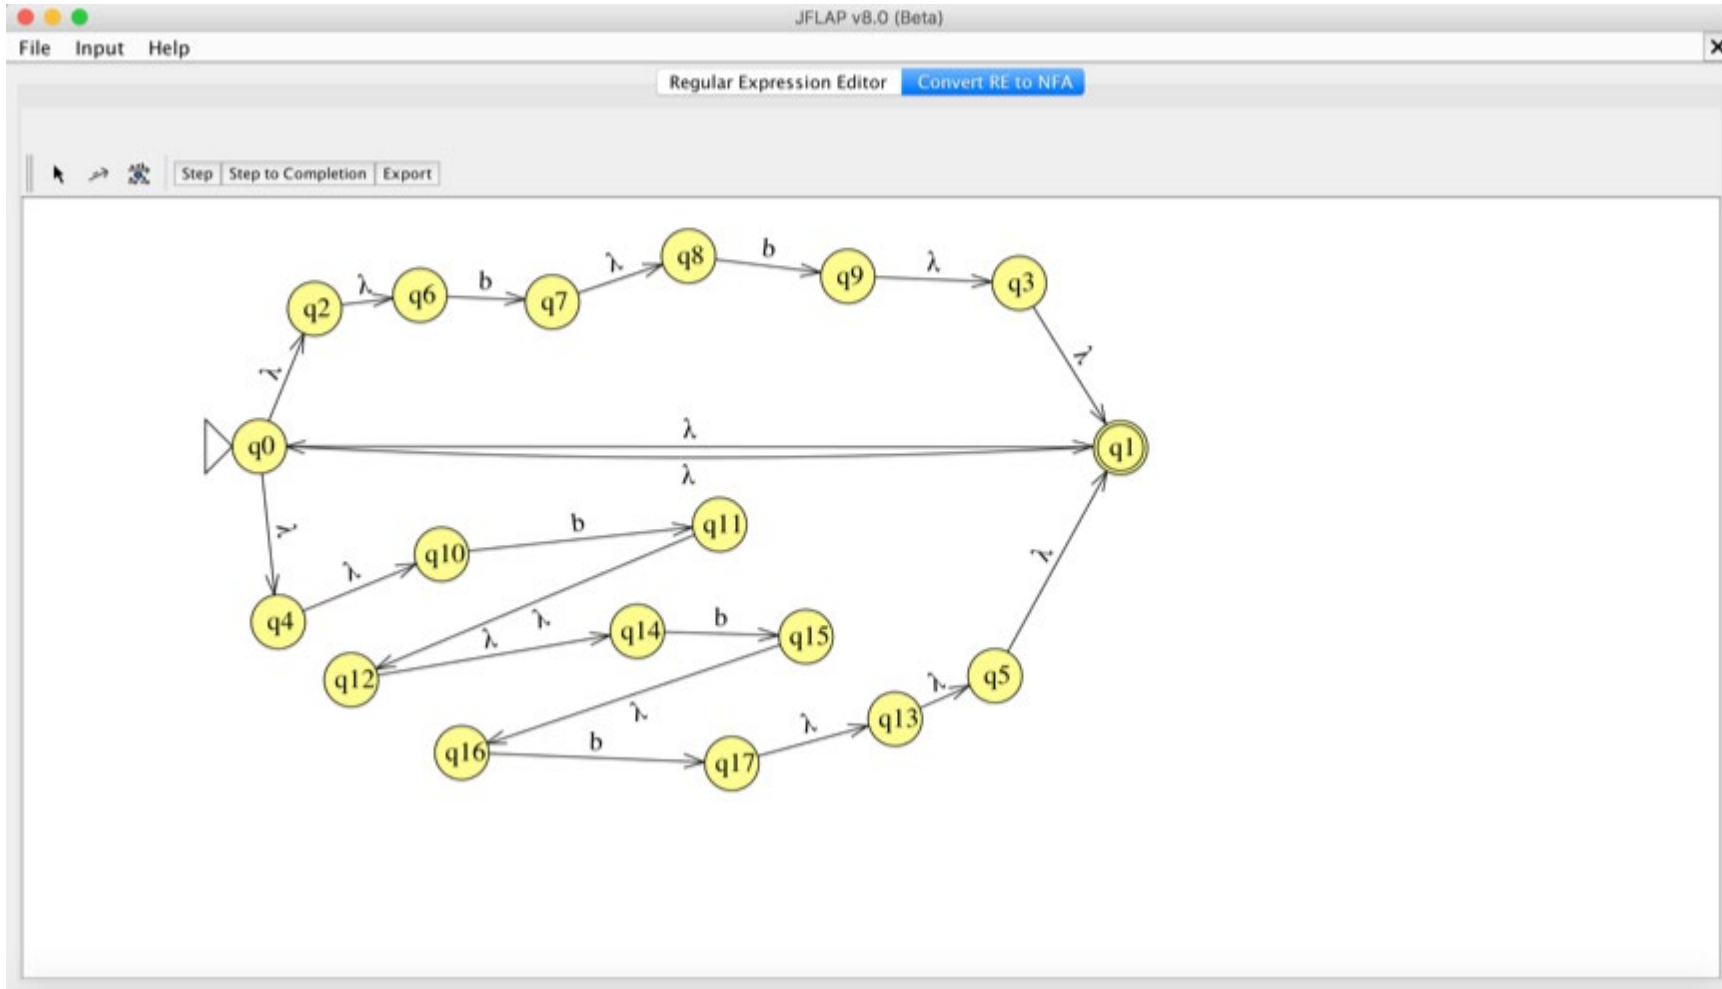 JFLAP v8.0 (Beta)
File Input Help
Regular Expression Editor Convert RE to NFA
Step Step to Completion Export
q8
b
λ
λ
q9
q3
λ
q2
q6
b
q7
λ
λ
λ
q0
q1
λ
q11
b
λ
q10
λ
λ
q4
λ
q14
b
q15
λ
q12
q5
λ
λ
q13
λ
b
q16
q17